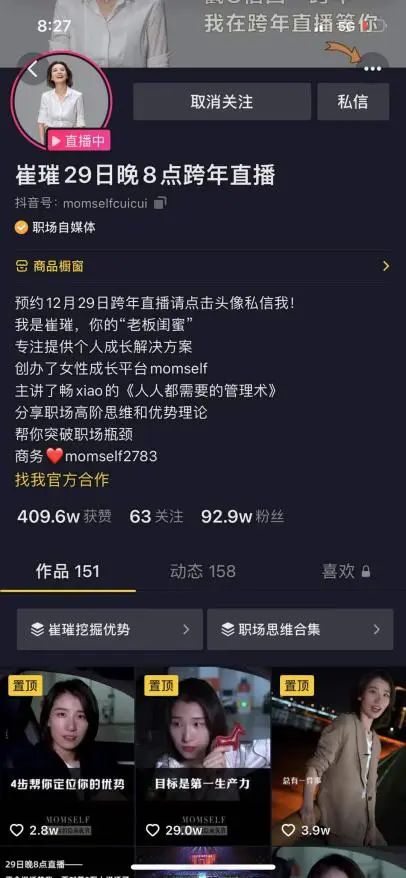 我在跨年直播等你
8:27
5G
取消关注
私信
直播中
崔璀29日晚8点跨年直播
抖音号: momselfcuicui
职场自媒体
商品橱窗
预约12月29日跨年直播请点击头像私信我!
我是崔璀，你的“老板闺蜜”
专注提供个人成长解决方案
创办了女性成长平台momself
主讲了畅xiao的《人人都需要的管理术》
分享职场高阶思维和优势理论
帮你突破职场瓶颈
商务❤️momself2783
找我官方合作
409.6w 获赞 63 关注 92.9w 粉丝
作品 151 动态 158 喜欢
崔璀挖掘优势 职场思维合集
置顶 置顶 置顶
4步帮你定位你的优势 目标是第一生产力 总有一件事
MOMSELF MOMSELF
2.8w 29.0w 3.9w
29日晚8点直播——